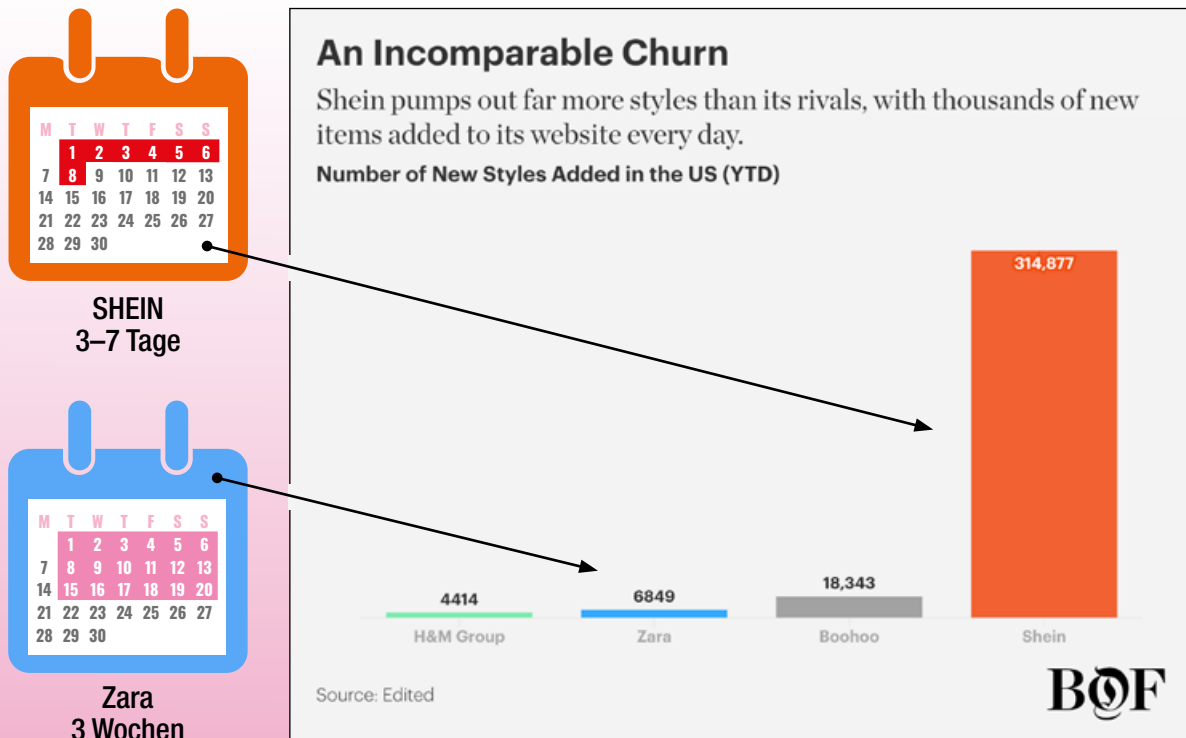 M T W T F S S
1 2 3 4 5 6
7 8 9 10 11 12 13
14 15 16 17 18 19 20
21 22 23 24 25 26 27
28 29 30
SHEIN
3–7 Tage
M T W T F S S
1 2 3 4 5 6
7 8 9 10 11 12 13
14 15 16 17 18 19 20
21 22 23 24 25 26 27
28 29 30
Zara
3 Wochen
An Incomparable Churn
Shein pumps out far more styles than its rivals, with thousands of new
items added to its website every day.
Number of New Styles Added in the US (YTD)
314,877
18,343
6849
4414
H&M Group Zara Boohoo Shein
Source: Edited
BOF